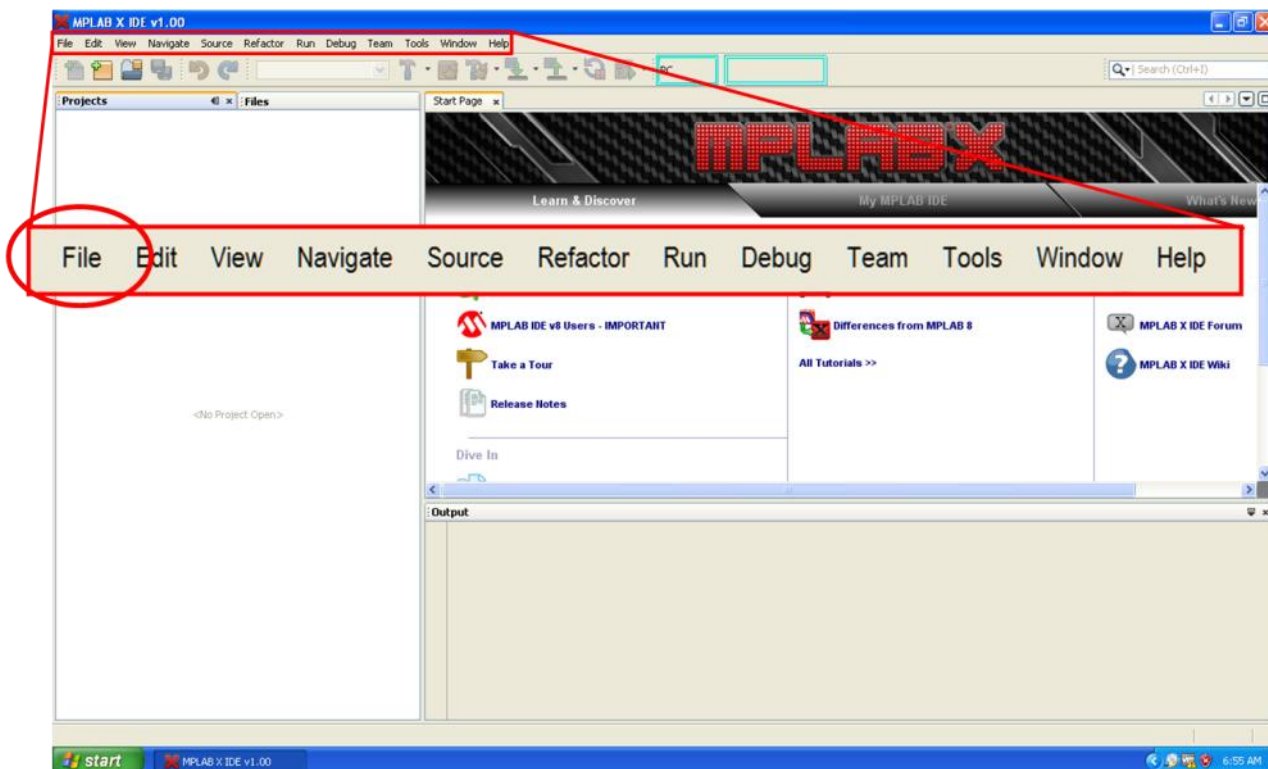 MPLAB X IDE v1.00
File Edit View Navigate Source Refactor Run Debug Team Tools Window Help
PC
Search (Ctrl+I)
Projects Files
Start Page
MPLABX
Learn & Discover My MPLAB IDE What's New
File Edit View Navigate Source Refactor Run Debug Team Tools Window Help
MPLAB IDE v8 Users - IMPORTANT Differences from MPLAB 8 MPLAB X IDE Forum
Take a Tour All Tutorials >> MPLAB X IDE Wiki
Release Notes
<No Project Open>
Dive In
Output
start MPLAB X IDE v1.00 6:55 AM